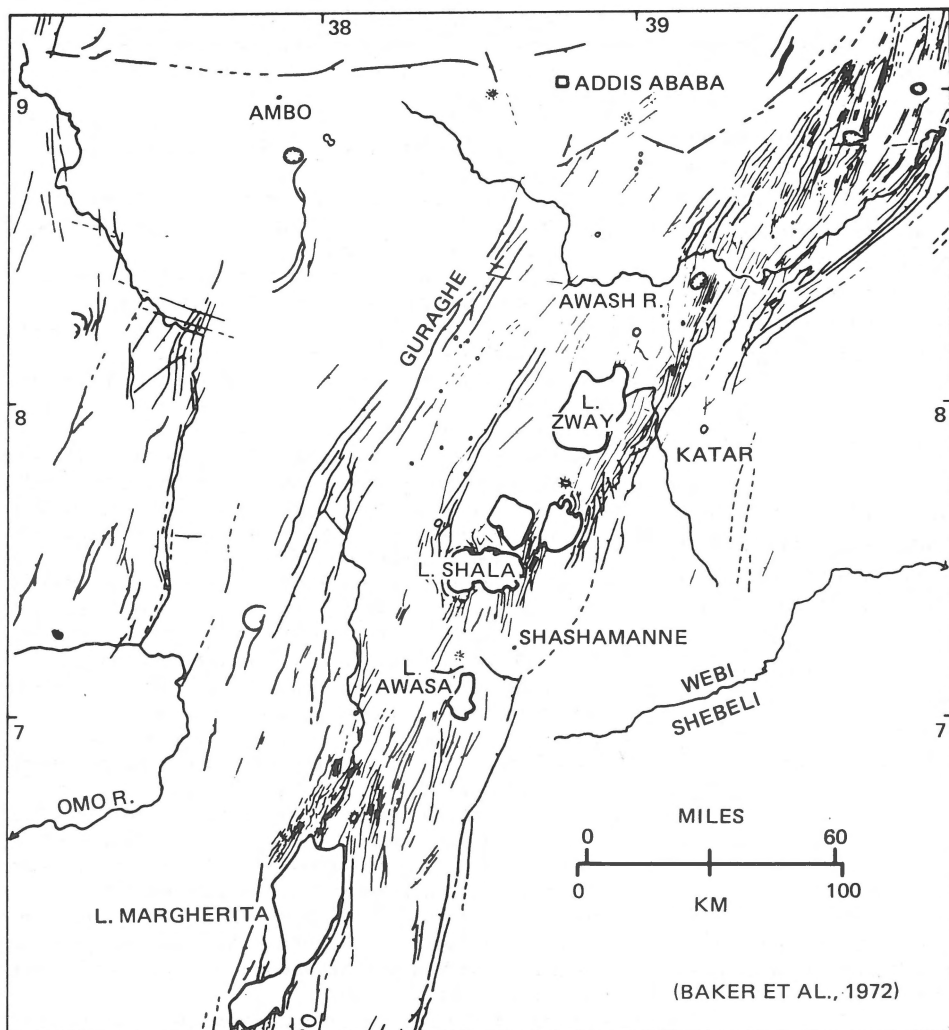 38
39
ADDIS ABABA
9
AMBO
9
GURAGHE
AWASH R.
8
L.
ZWAY
8
KATAR
L. SHALA
SHASHAMANNE
L.
AWASA
WEBI
SHEBELI
7
7
OMO R.
MILES
0 60
0 100
KM
L. MARGHERITA
(BAKER ET AL., 1972)